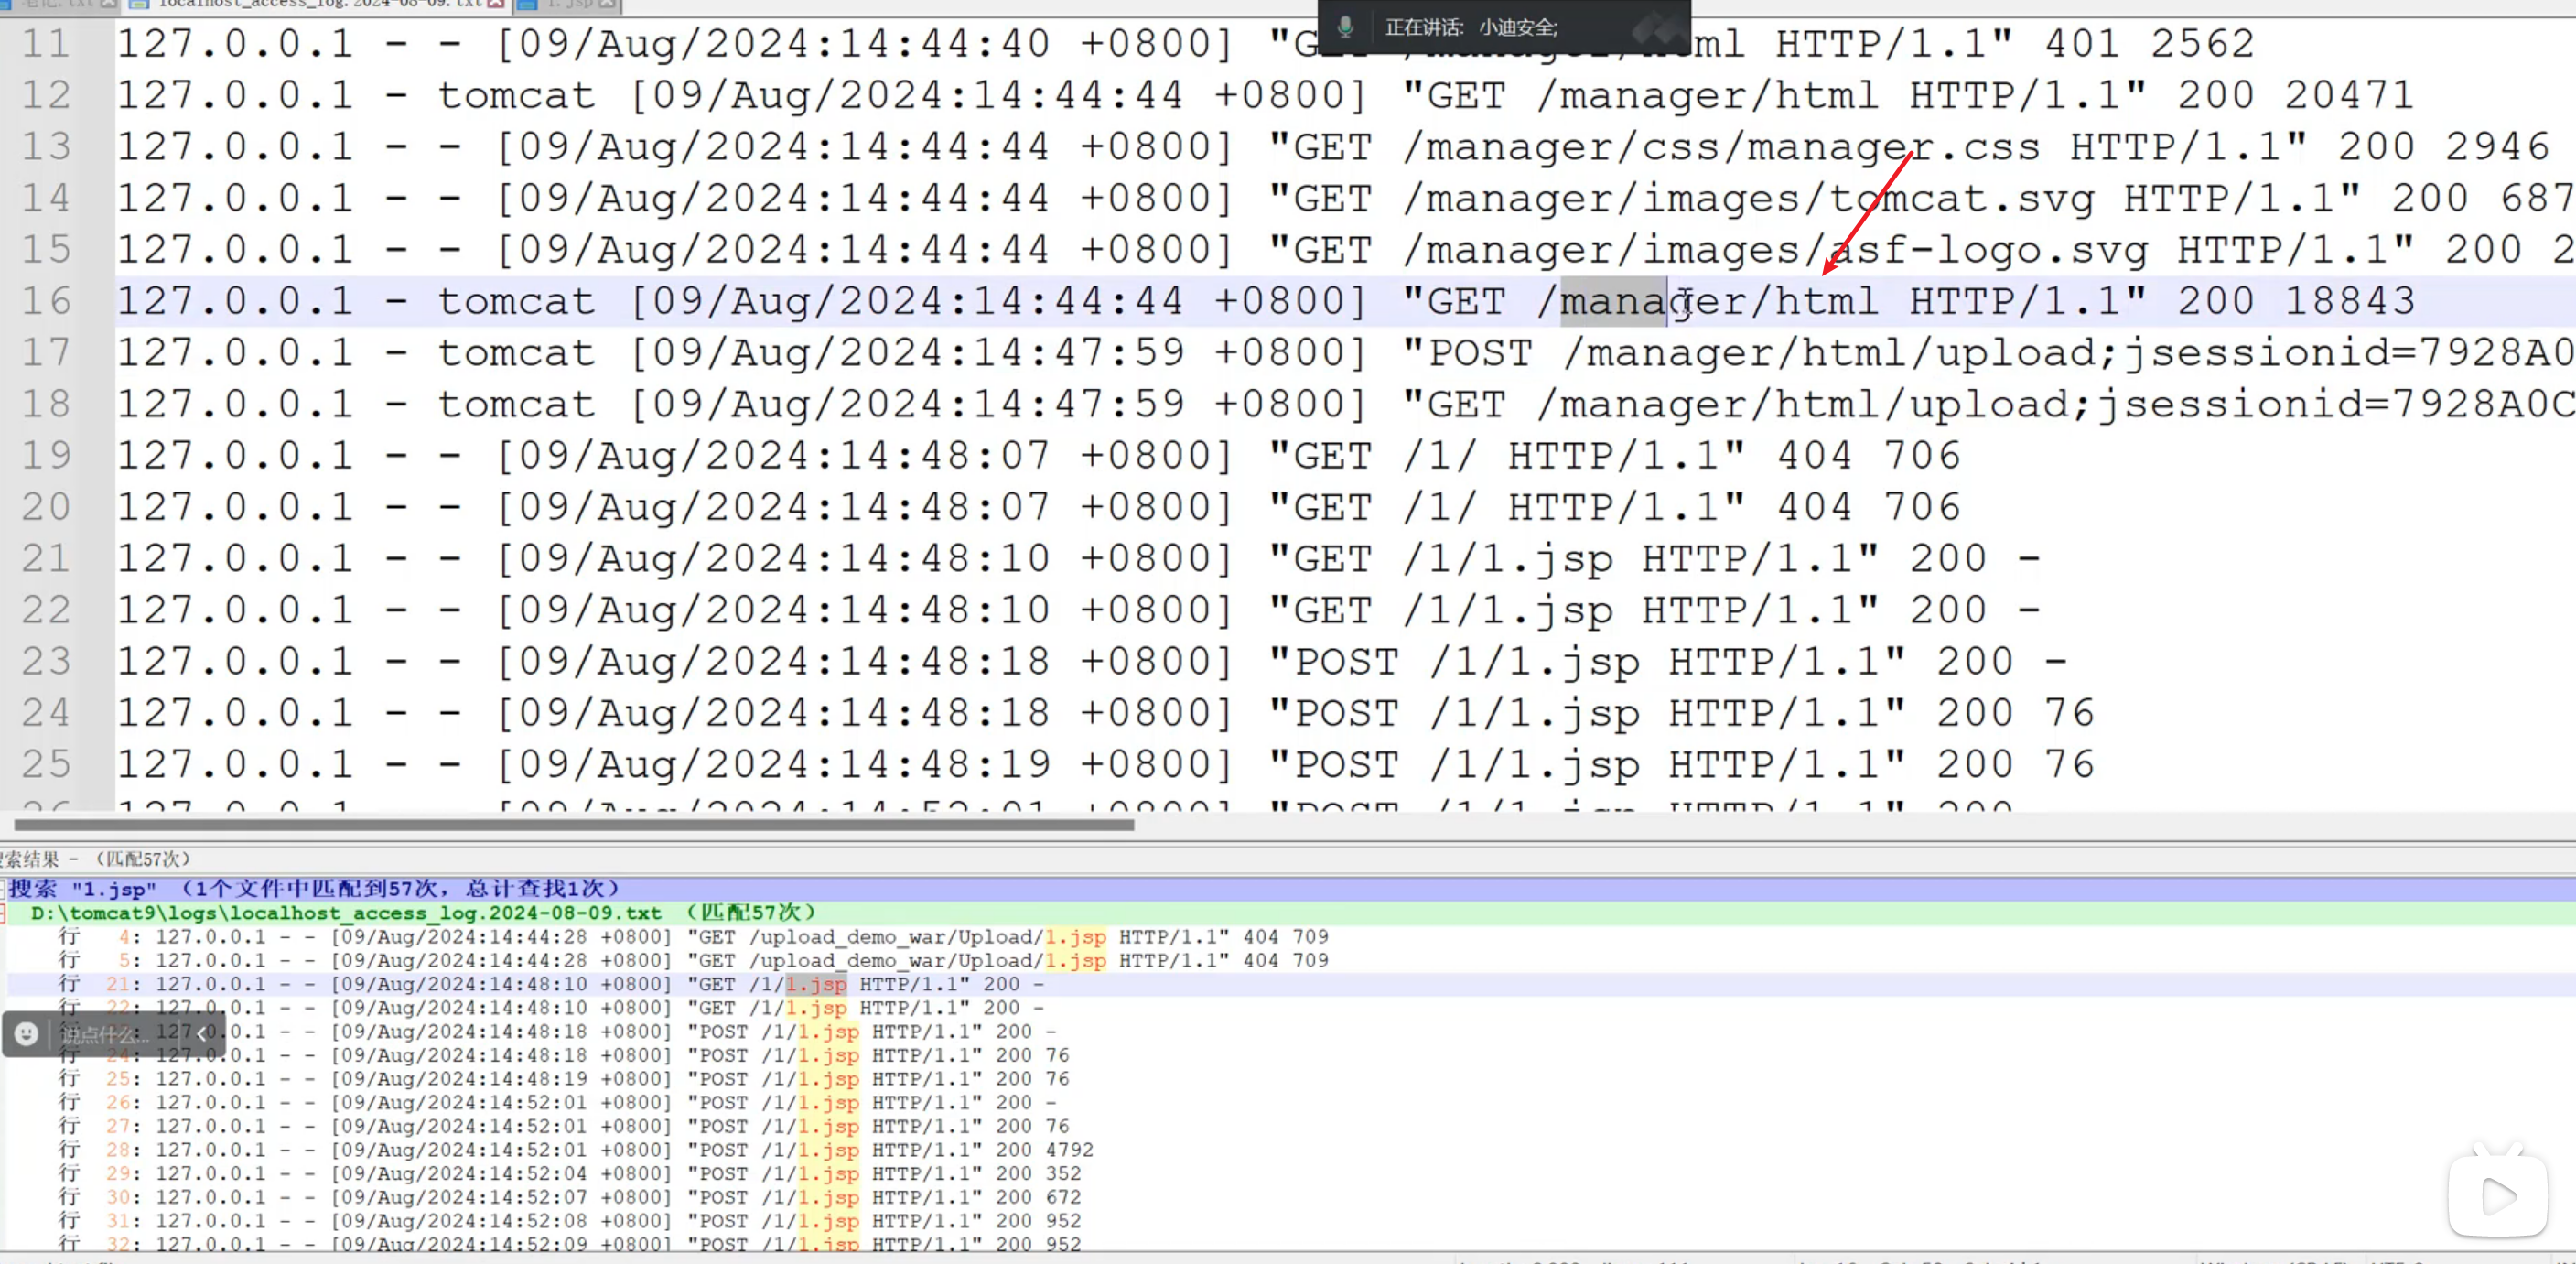 localhost_access_log.2024-08-09.txt
1.jsp
正在讲话: 小迪安全;
11 127.0.0.1 - - [09/Aug/2024:14:44:40 +0800] "GET HTTP/1.1" 401 2562
12 127.0.0.1 - tomcat [09/Aug/2024:14:44:44 +0800] "GET /manager/html HTTP/1.1" 200 20471
13 127.0.0.1 - - [09/Aug/2024:14:44:44 +0800] "GET /manager/css/manager.css HTTP/1.1" 200 2946
14 127.0.0.1 - - [09/Aug/2024:14:44:44 +0800] "GET /manager/images/tomcat.svg HTTP/1.1" 200 687
15 127.0.0.1 - - [09/Aug/2024:14:44:44 +0800] "GET /manager/images/asf-logo.svg HTTP/1.1" 200 2
16 127.0.0.1 - tomcat [09/Aug/2024:14:44:44 +0800] "GET /manager/html HTTP/1.1" 200 18843
17 127.0.0.1 - tomcat [09/Aug/2024:14:47:59 +0800] "POST /manager/html/upload;jsessionid=7928A0
18 127.0.0.1 - tomcat [09/Aug/2024:14:47:59 +0800] "GET /manager/html/upload;jsessionid=7928A0C
19 127.0.0.1 - - [09/Aug/2024:14:48:07 +0800] "GET /1/ HTTP/1.1" 404 706
20 127.0.0.1 - - [09/Aug/2024:14:48:07 +0800] "GET /1/ HTTP/1.1" 404 706
21 127.0.0.1 - - [09/Aug/2024:14:48:10 +0800] "GET /1/1.jsp HTTP/1.1" 200 -
22 127.0.0.1 - - [09/Aug/2024:14:48:10 +0800] "GET /1/1.jsp HTTP/1.1" 200 -
23 127.0.0.1 - - [09/Aug/2024:14:48:18 +0800] "POST /1/1.jsp HTTP/1.1" 200 -
24 127.0.0.1 - - [09/Aug/2024:14:48:18 +0800] "POST /1/1.jsp HTTP/1.1" 200 76
25 127.0.0.1 - - [09/Aug/2024:14:48:19 +0800] "POST /1/1.jsp HTTP/1.1" 200 76
索结果 - （匹配57次）
搜索 "1.jsp" （1个文件中匹配到57次，总计查找1次）
D:\tomcat9\logs\localhost_access_log.2024-08-09.txt （匹配57次）
行 4: 127.0.0.1 - - [09/Aug/2024:14:44:28 +0800] "GET /upload_demo_war/Upload/1.jsp HTTP/1.1" 404 709
行 5: 127.0.0.1 - - [09/Aug/2024:14:44:28 +0800] "GET /upload_demo_war/Upload/1.jsp HTTP/1.1" 404 709
行 21: 127.0.0.1 - - [09/Aug/2024:14:48:10 +0800] "GET /1/1.jsp HTTP/1.1" 200 -
行 22: 127.0.0.1 - - [09/Aug/2024:14:48:10 +0800] "GET /1/1.jsp HTTP/1.1" 200 -
说点什么... 127.0.0.1 - - [09/Aug/2024:14:48:18 +0800] "POST /1/1.jsp HTTP/1.1" 200 -
行 24: 127.0.0.1 - - [09/Aug/2024:14:48:18 +0800] "POST /1/1.jsp HTTP/1.1" 200 76
行 25: 127.0.0.1 - - [09/Aug/2024:14:48:19 +0800] "POST /1/1.jsp HTTP/1.1" 200 76
行 26: 127.0.0.1 - - [09/Aug/2024:14:52:01 +0800] "POST /1/1.jsp HTTP/1.1" 200 -
行 27: 127.0.0.1 - - [09/Aug/2024:14:52:01 +0800] "POST /1/1.jsp HTTP/1.1" 200 76
行 28: 127.0.0.1 - - [09/Aug/2024:14:52:01 +0800] "POST /1/1.jsp HTTP/1.1" 200 4792
行 29: 127.0.0.1 - - [09/Aug/2024:14:52:04 +0800] "POST /1/1.jsp HTTP/1.1" 200 352
行 30: 127.0.0.1 - - [09/Aug/2024:14:52:07 +0800] "POST /1/1.jsp HTTP/1.1" 200 672
行 31: 127.0.0.1 - - [09/Aug/2024:14:52:08 +0800] "POST /1/1.jsp HTTP/1.1" 200 952
行 32: 127.0.0.1 - - [09/Aug/2024:14:52:09 +0800] "POST /1/1.jsp HTTP/1.1" 200 952